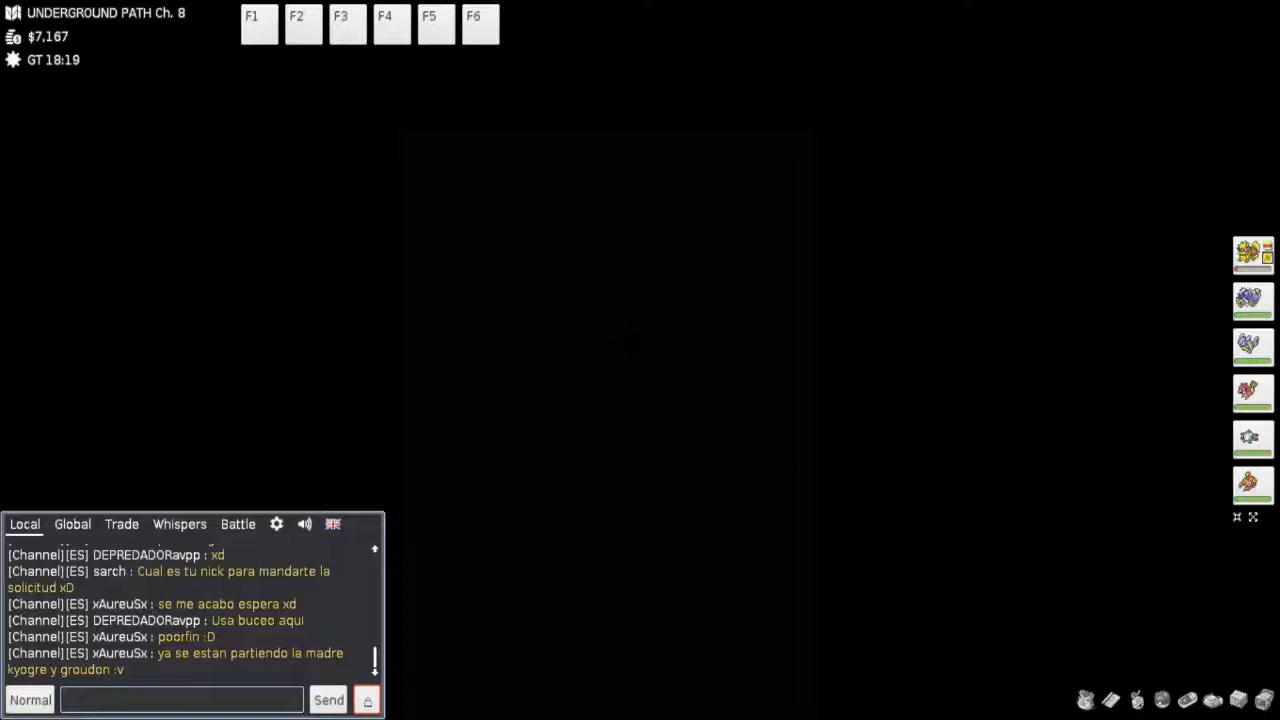 UNDERGROUND PATH Ch. 8
$7,167
GT 18:19
F1 F2 F3 F4 F5 F6
Local Global Trade Whispers Battle
[Channel][ES] DEPREDADORavpp : xd
[Channel][ES] sarch : Cual es tu nick para mandarte la
solicitud xD
[Channel][ES] xAureuSx : se me acabo espera xd
[Channel][ES] DEPREDADORavpp : Usa buceo aqui
[Channel][ES] xAureuSx : poorfin :D
[Channel][ES] xAureuSx : ya se estan partiendo la madre
kyogre y groudon :v
Normal Send